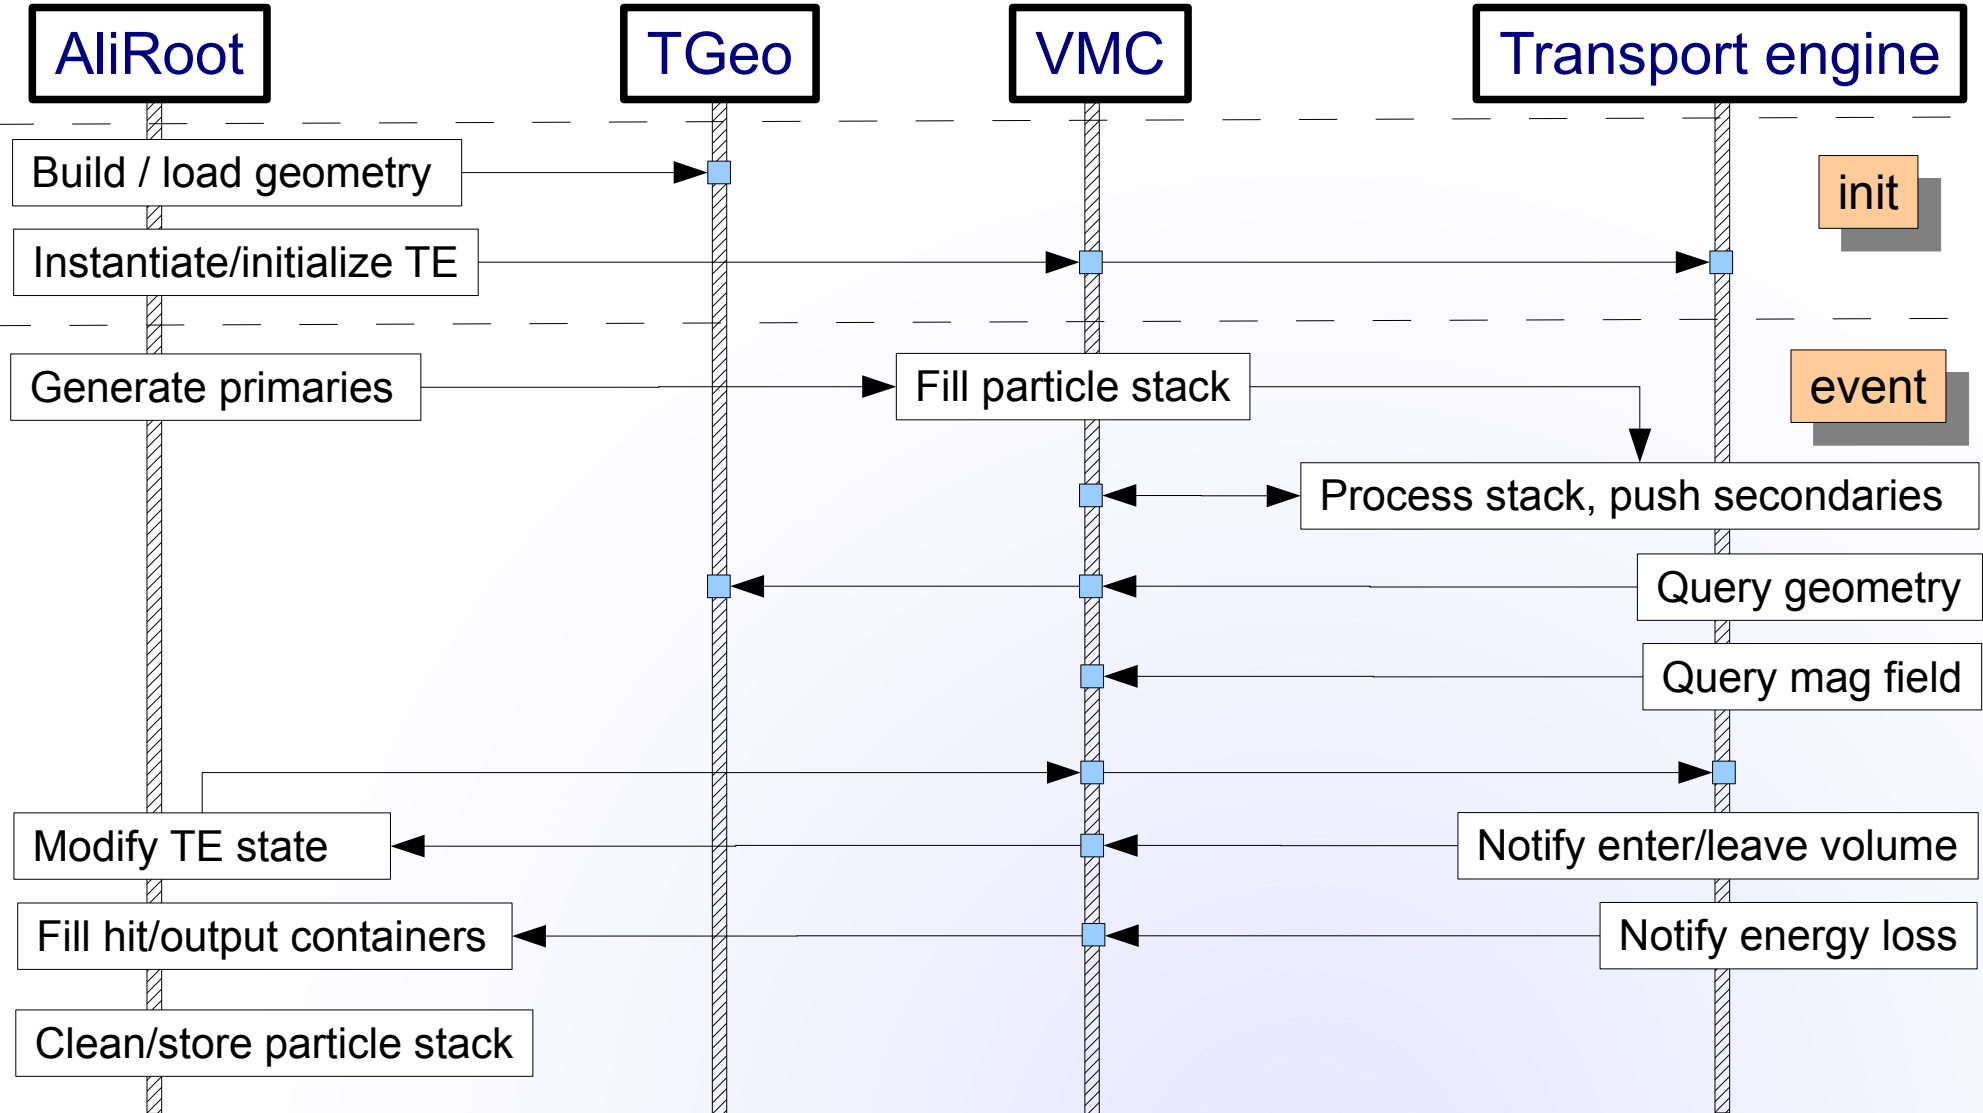 AliRoot
TGeo
VMC
Transport engine
Build / load geometry
init
Instantiate/initialize TE
Generate primaries
Fill particle stack
event
Process stack, push secondaries
Query geometry
Query mag field
Modify TE state
Notify enter/leave volume
Fill hit/output containers
Notify energy loss
Clean/store particle stack